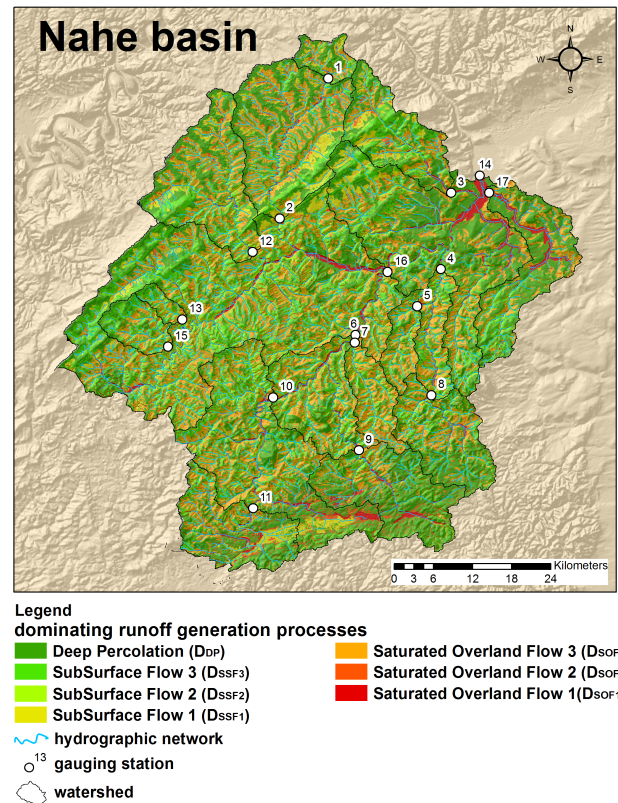 Nahe basin
N
W E
S
1
14
3
17
2
12
4
16
5
13
6
7
15
8
10
9
11
Kilometers
0 3 6 12 18 24
Legend
dominating runoff generation processes
Deep Percolation (DDP)
SubSurface Flow 3 (DSSF3)
SubSurface Flow 2 (DSSF2)
SubSurface Flow 1 (DSSF1)
Saturated Overland Flow 3 (DSOF
Saturated Overland Flow 2 (DSOF
Saturated Overland Flow 1(DSOF1
hydrographic network
13
gauging station
watershed